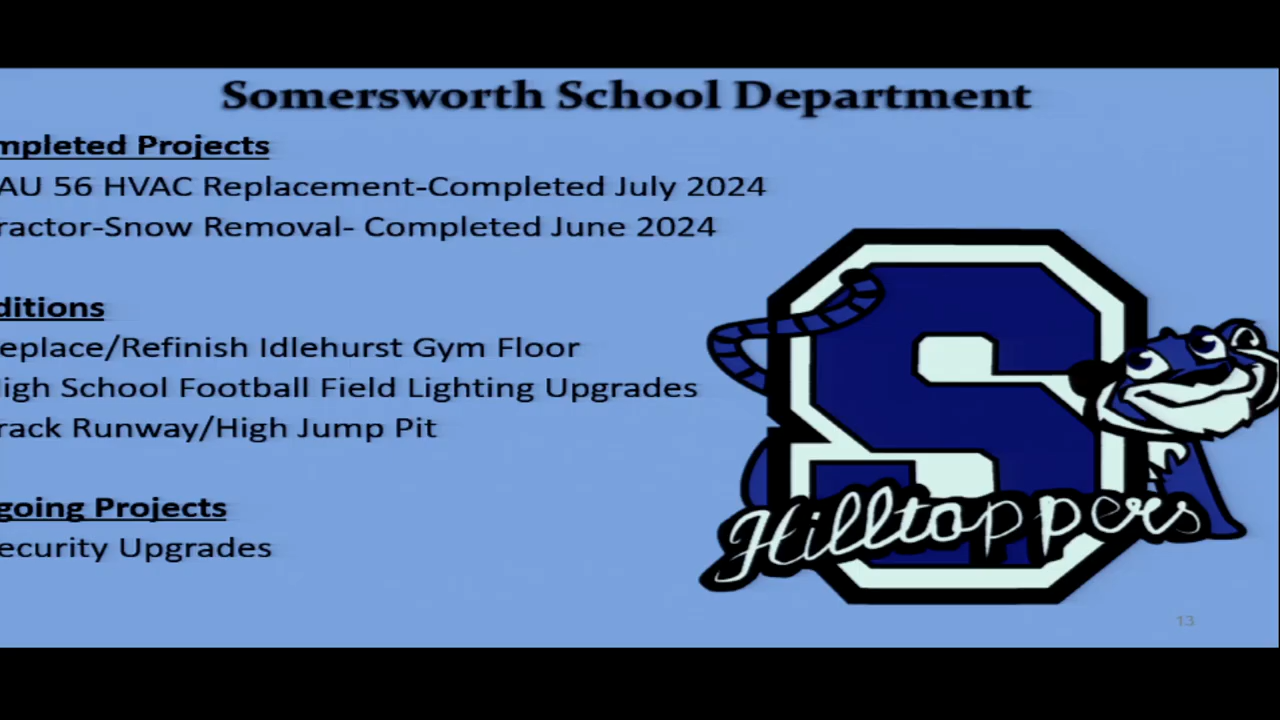 Somersworth School Department
mpleted Projects
AU 56 HVAC Replacement-Completed July 2024
ractor-Snow Removal- Completed June 2024
ditions
eplace/Refinish Idlehurst Gym Floor
High School Football Field Lighting Upgrades
rack Runway/High Jump Pit
going Projects
ecurity Upgrades
S
Hilltoppers
13